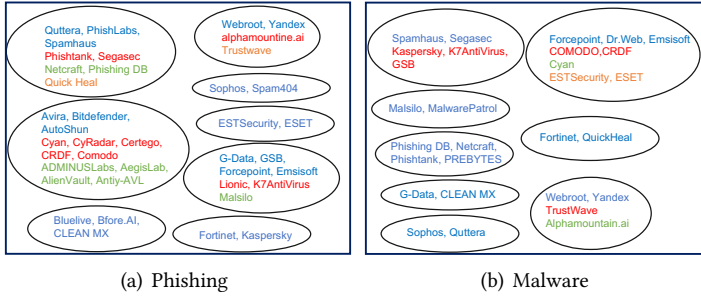 Quttera, PhishLabs,
Spamhaus
Phishtank, Segasec
Netcraft, Phishing DB
Quick Heal
Webroot, Yandex
alphamountine.ai
Trustwave
Sophos, Spam404
ESTSecurity, ESET
Avira, Bitdefender,
AutoShun
Cyan, CyRadar, Certego,
CRDF, Comodo
ADMINUSLabs, AegisLab,
AlienVault, Antiy-AVL
G-Data, GSB,
Forcepoint, Emsisoft
Lionic, K7AntiVirus
Malsilo
Bluelive, Bfore.AI,
CLEAN MX
Fortinet, Kaspersky
(a) Phishing
Spamhaus, Segasec
Kaspersky, K7AntiVirus,
GSB
Forcepoint, Dr.Web, Emsisoft
COMODO,CRDF
Cyan
ESTSecurity, ESET
Malsilo, MalwarePatrol
Phishing DB, Netcraft,
Phishtank, PREBYTES
Fortinet, QuickHeal
G-Data, CLEAN MX
Sophos, Quttera
Webroot, Yandex
TrustWave
Alphamountain.ai
(b) Malware